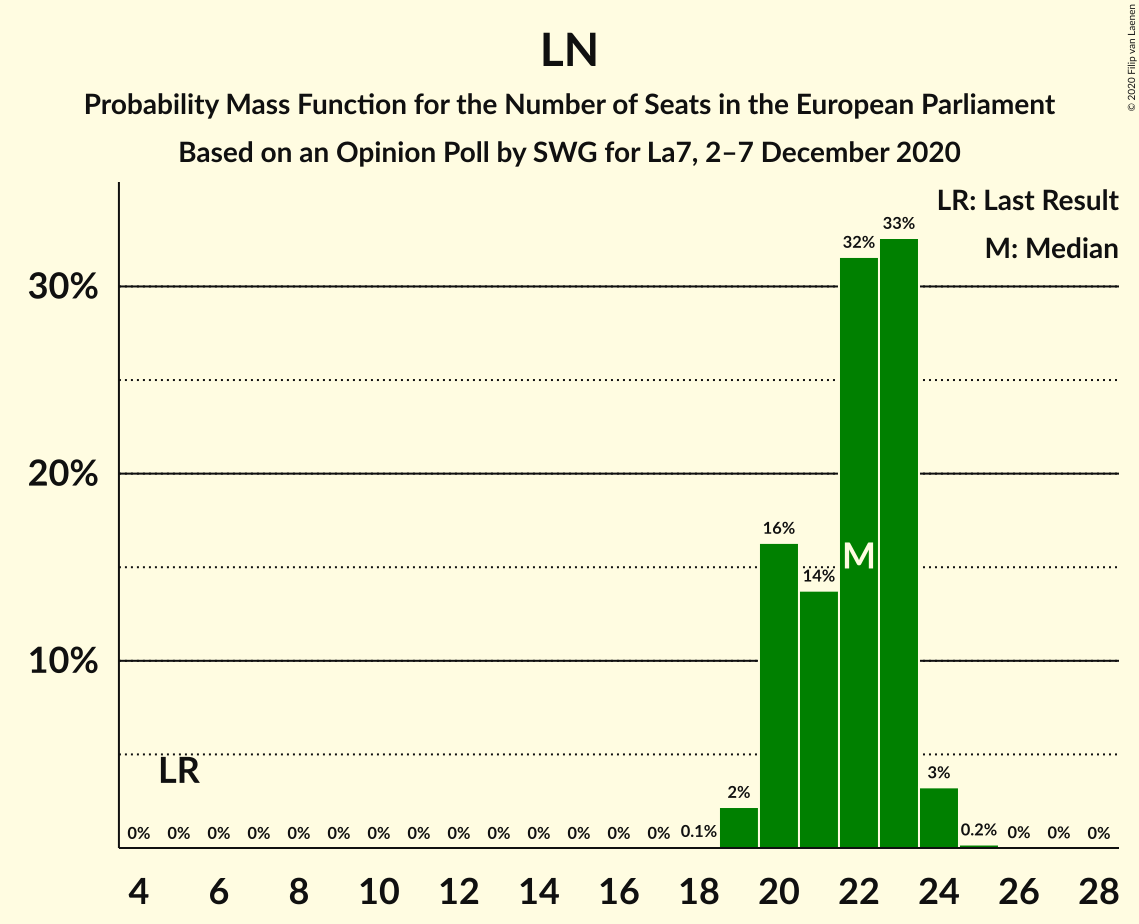 LN
Probability Mass Function for the Number of Seats in the European Parliament
Based on an Opinion Poll by SWG for La7, 2–7 December 2020
© 2020 Filip van Laenen
LR: Last Result
M: Median
33%
32%
30%
20%
16%
14%
M
10%
LR
3%
2%
0% 0% 0% 0% 0% 0% 0% 0% 0% 0% 0% 0% 0% 0% 0.1% 0.2% 0% 0% 0%
4 6 8 10 12 14 16 18 20 22 24 26 28